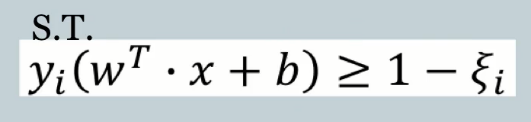 S.T.
yᵢ(wᵀ · x + b) ≥ 1 − ξᵢ